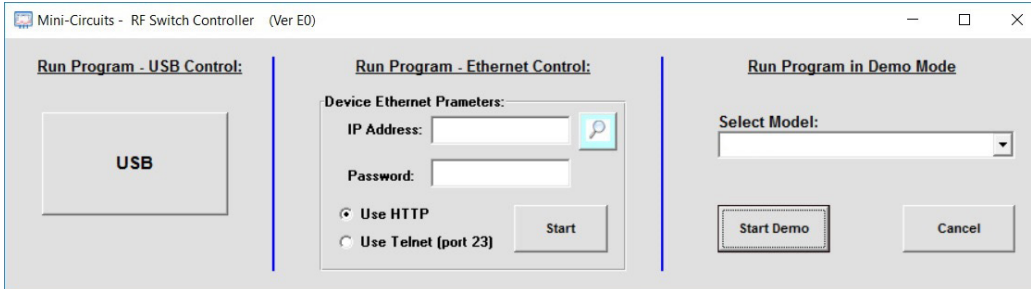 Mini-Circuits - RF Switch Controller (Ver E0)
Run Program - USB Control:
USB
Run Program - Ethernet Control:
Device Ethernet Prameters:
IP Address:
Password:
Use HTTP
Use Telnet (port 23)
Start
Run Program in Demo Mode
Select Model:
Start Demo
Cancel